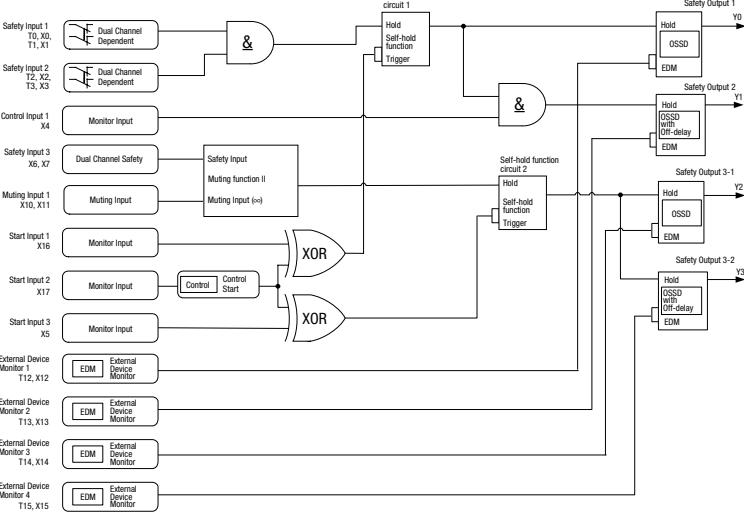 circuit 1
Safety Output 1
Safety Input 1
T0, X0,
T1, X1
Dual Channel
Dependent
&
Hold
Self-hold
function
Trigger
Hold
OSSD
EDM
Y0
Safety Input 2
T2, X2,
T3, X3
Dual Channel
Dependent
Safety Output 2
Control Input 1
X4
Monitor Input
&
Hold
OSSD
with
Off-delay
EDM
Y1
Safety Input 3
X6, X7
Dual Channel Safety
Safety Input
Muting function II
Muting Input (∞)
Self-hold function
circuit 2
Hold
Self-hold
function
Trigger
Safety Output 3-1
Hold
OSSD
EDM
Y2
Muting Input 1
X10, X11
Muting Input
Start Input 1
X16
Monitor Input
XOR
Safety Output 3-2
Start Input 2
X17
Monitor Input
Control
Control
Start
Hold
OSSD
with
Off-delay
EDM
Y3
Start Input 3
X5
Monitor Input
XOR
External Device
Monitor 1
T12, X12
EDM
External
Device
Monitor
External Device
Monitor 2
T13, X13
EDM
External
Device
Monitor
External Device
Monitor 3
T14, X14
EDM
External
Device
Monitor
External Device
Monitor 4
T15, X15
EDM
External
Device
Monitor